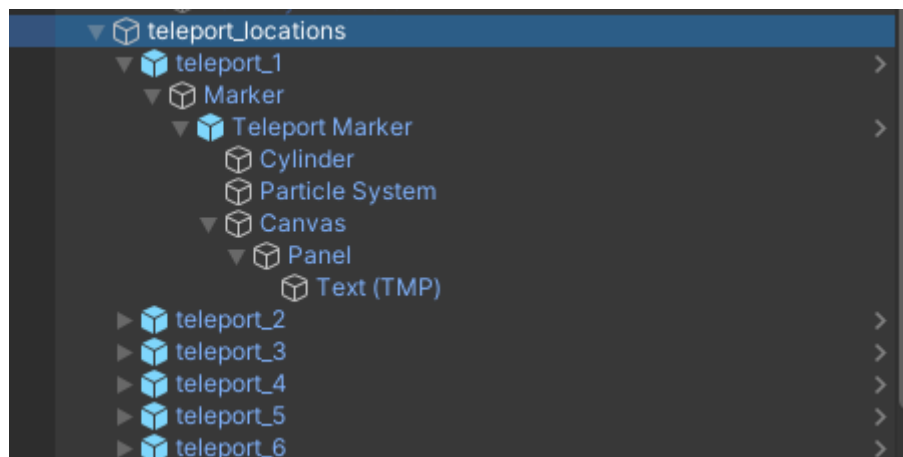 teleport_locations
teleport_1
Marker
Teleport Marker
Cylinder
Particle System
Canvas
Panel
Text (TMP)
teleport_2
teleport_3
teleport_4
teleport_5
teleport_6